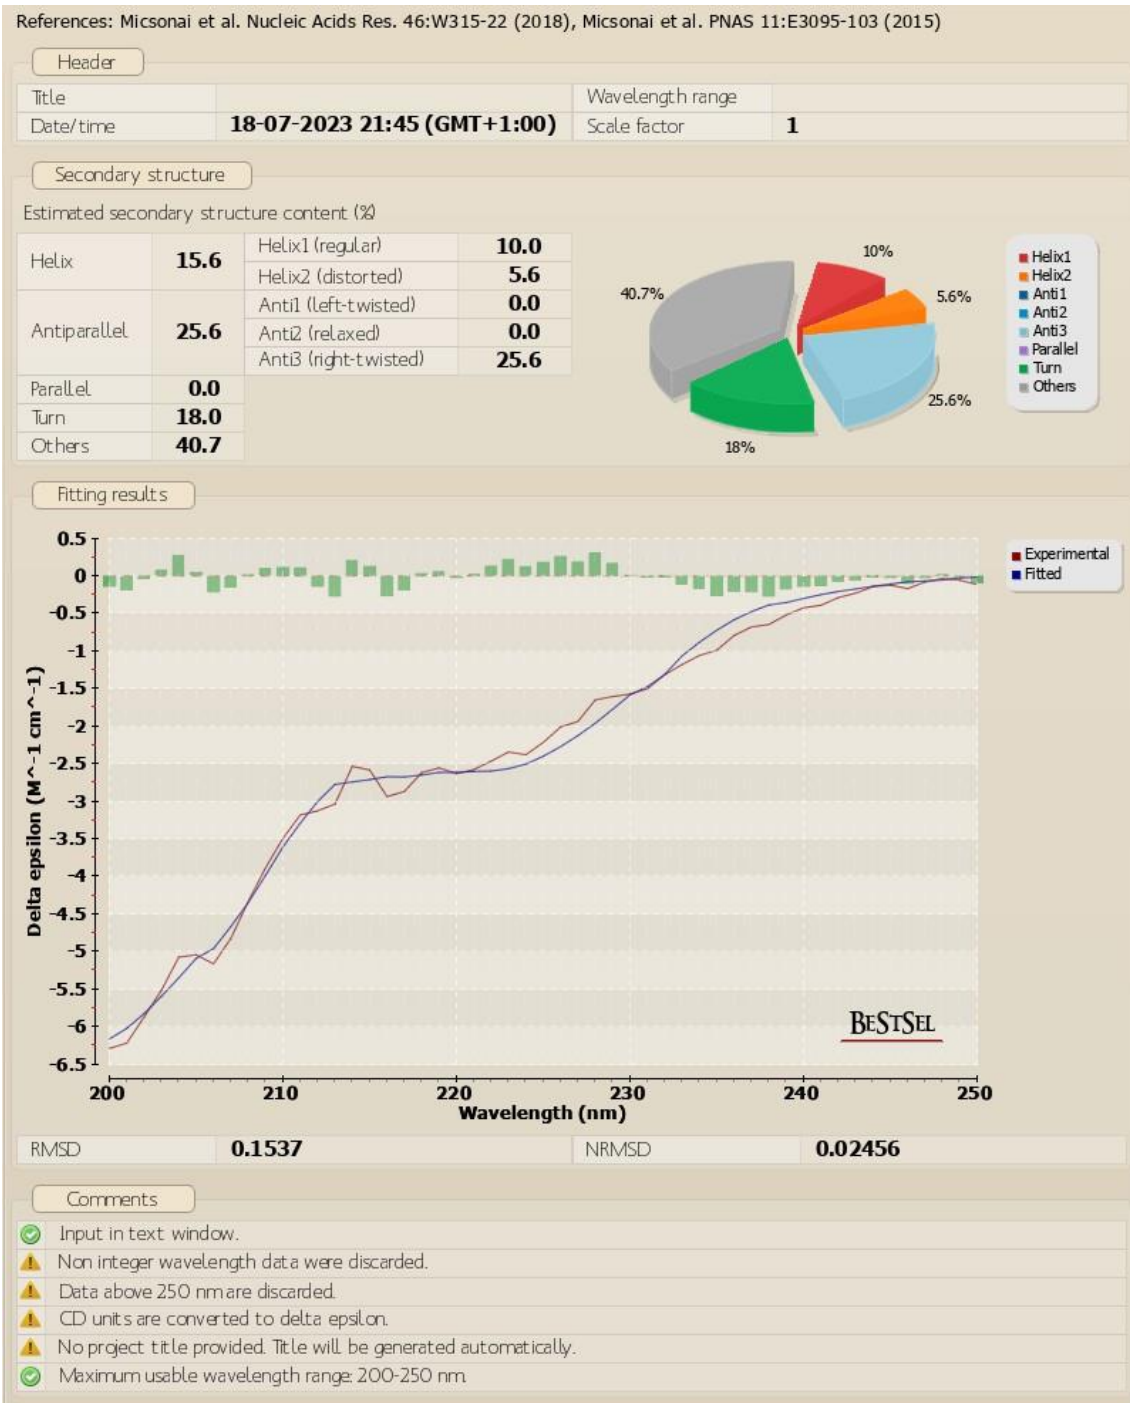 References: Micsonai et al. Nucleic Acids Res. 46:W315-22 (2018), Micsonai et al. PNAS 11:E3095-103 (2015)
Header
Title Wavelength range
Date/time 18-07-2023 21:45 (GMT+1:00) Scale factor 1
Secondary structure
Estimated secondary structure content (%)
Helix 15.6 Helix1 (regular) 10.0
Helix2 (distorted) 5.6
Antiparallel 25.6 Anti1 (left-twisted) 0.0
Anti2 (relaxed) 0.0
Anti3 (right-twisted) 25.6
Parallel 0.0
Turn 18.0
Others 40.7
10%
5.6%
25.6%
18%
40.7%
Helix1
Helix2
Anti1
Anti2
Anti3
Parallel
Turn
Others
Fitting results
0.5
0
-0.5
-1
-1.5
-2
-2.5
-3
-3.5
-4
-4.5
-5
-5.5
-6
-6.5
Delta epsilon (M^-1 cm^-1)
200 210 220 230 240 250
Wavelength (nm)
Experimental
Fitted
BESTSEL
RMSD 0.1537 NRMSD 0.02456
Comments
Input in text window.
Non integer wavelength data were discarded.
Data above 250 nm are discarded.
CD units are converted to delta epsilon.
No project title provided. Title will be generated automatically.
Maximum usable wavelength range: 200-250 nm.